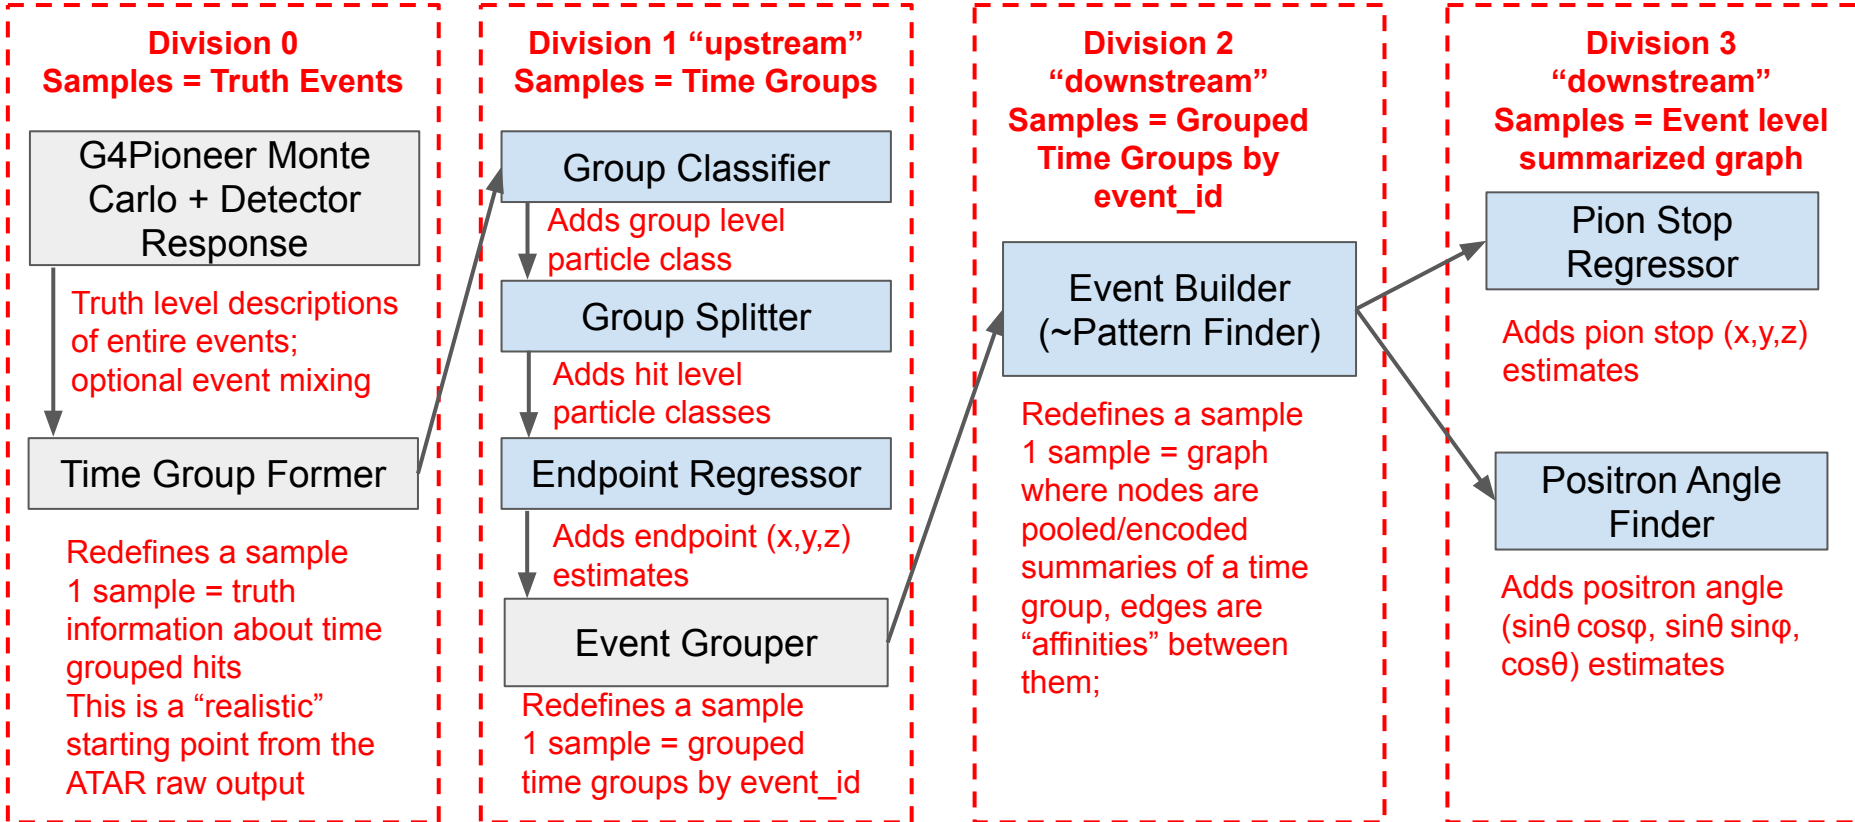 Division 0
Samples = Truth Events
G4Pioneer Monte
Carlo + Detector
Response
Truth level descriptions
of entire events;
optional event mixing
Time Group Former
Redefines a sample
1 sample = truth
information about time
grouped hits
This is a “realistic”
starting point from the
ATAR raw output
Division 1 “upstream”
Samples = Time Groups
Group Classifier
Adds group level
particle class
Group Splitter
Adds hit level
particle classes
Endpoint Regressor
Adds endpoint (x,y,z)
estimates
Event Grouper
Redefines a sample
1 sample = grouped
time groups by event_id
Division 2
“downstream”
Samples = Grouped
Time Groups by
event_id
Event Builder
(~Pattern Finder)
Redefines a sample
1 sample = graph
where nodes are
pooled/encoded
summaries of a time
group, edges are
“affinities” between
them;
Division 3
“downstream”
Samples = Event level
summarized graph
Pion Stop
Regressor
Adds pion stop (x,y,z)
estimates
Positron Angle
Finder
Adds positron angle
(sinθ cosφ, sinθ sinφ,
cosθ) estimates